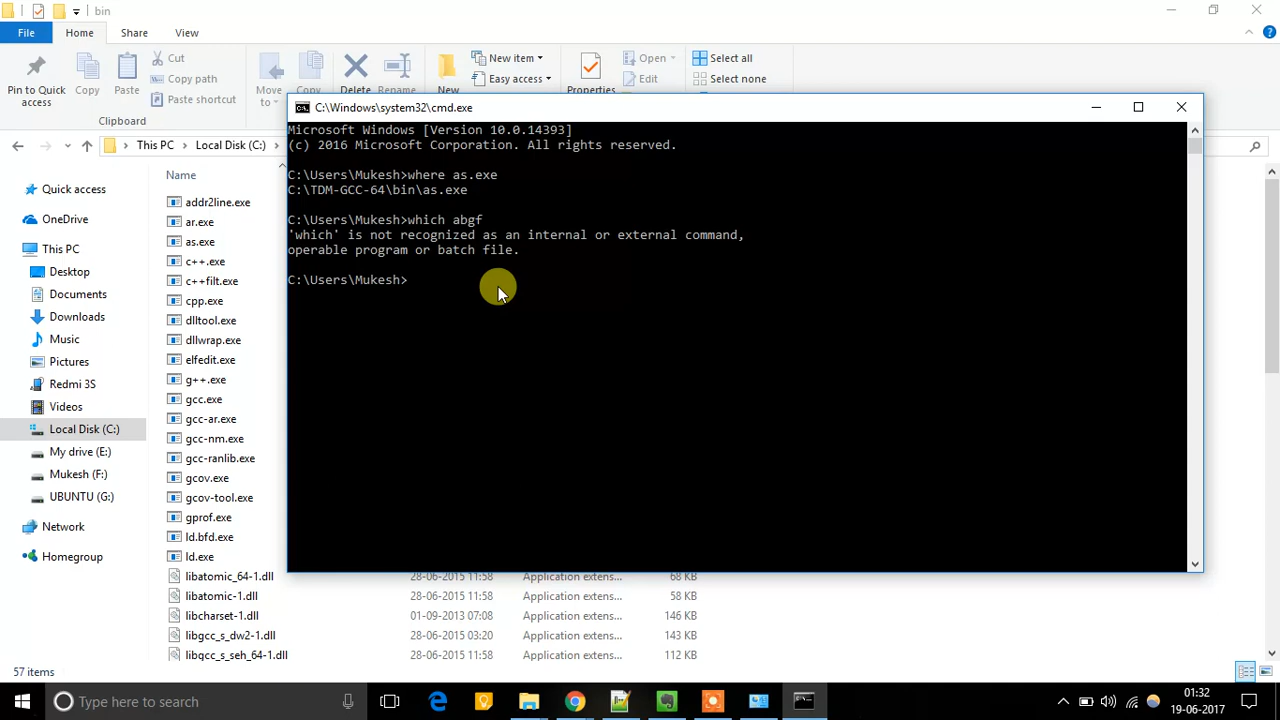 bin
File
Home
Share
View
Pin to Quick access
Copy
Paste
Cut
Copy path
Paste shortcut
Clipboard
Move to
Copy
Delete
Rename
New
New item
Easy access
Properties
Open
Edit
Select all
Select none
This PC
Local Disk (C:)
C:\Windows\system32\cmd.exe
Microsoft Windows [Version 10.0.14393]
(c) 2016 Microsoft Corporation. All rights reserved.
C:\Users\Mukesh>where as.exe
C:\TDM-GCC-64\bin\as.exe
C:\Users\Mukesh>which abgf
'which' is not recognized as an internal or external command,
operable program or batch file.
C:\Users\Mukesh>
Quick access
OneDrive
This PC
Desktop
Documents
Downloads
Music
Pictures
Redmi 3S
Videos
Local Disk (C:)
My drive (E:)
Mukesh (F:)
UBUNTU (G:)
Network
Homegroup
Name
addr2line.exe
ar.exe
as.exe
c++.exe
c++filt.exe
cpp.exe
dlltool.exe
dllwrap.exe
elfedit.exe
g++.exe
gcc.exe
gcc-ar.exe
gcc-nm.exe
gcc-ranlib.exe
gcov.exe
gcov-tool.exe
gprof.exe
ld.bfd.exe
ld.exe
libatomic_64-1.dll 28-06-2015 11:58 Application extens... 68 KB
libatomic-1.dll 28-06-2015 11:58 Application extens... 58 KB
libcharset-1.dll 01-09-2013 07:08 Application extens... 146 KB
libgcc_s_dw2-1.dll 28-06-2015 03:20 Application extens... 143 KB
libgcc_s_seh_64-1.dll 28-06-2015 11:58 Application extens... 112 KB
57 items
Type here to search
01:32
19-06-2017